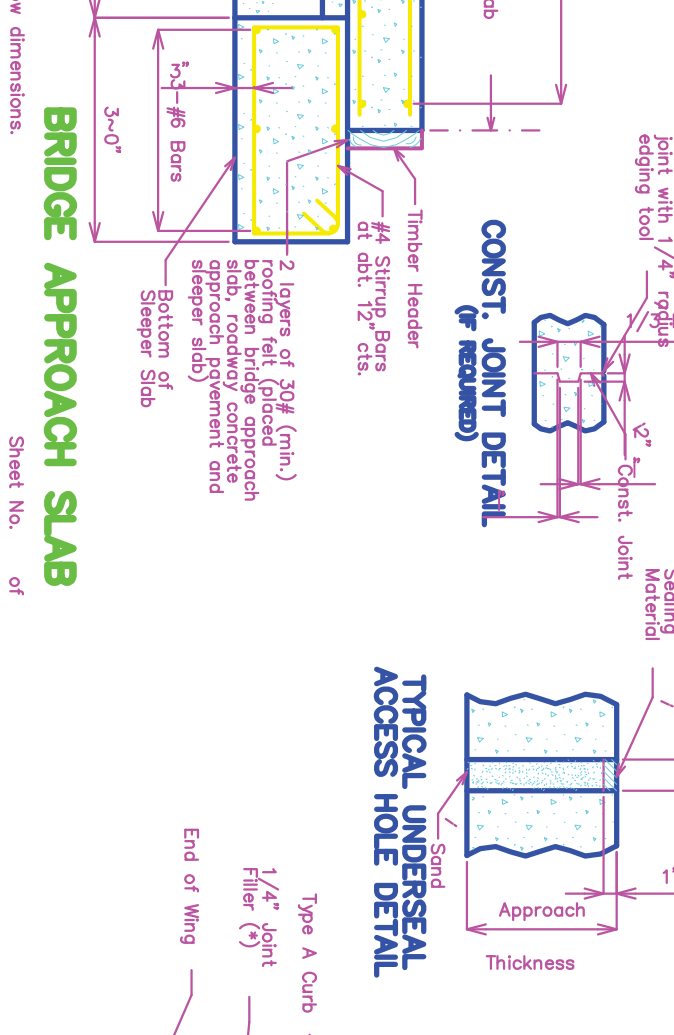 joint with 1/4" radius
edging tool
Timber Header
#4 Stirrup Bars
at abt. 12" cts.
2 layers of 30# (min.)
roofing felt (placed
between bridge approach
slab, roadway concrete
approach pavement and
sleeper slab)
Bottom of
Sleeper Slab
3"
3-#6 Bars
3~0"
CONST. JOINT DETAIL
(IF REQUIRED)
Const. Joint
Sealing
Material
TYPICAL UNDERSEAL
ACCESS HOLE DETAIL
Sand
Approach
Thickness
1"
Type A Curb
1/4" Joint
Filler (*)
End of Wing
BRIDGE APPROACH SLAB
dimensions.
Sheet No. of